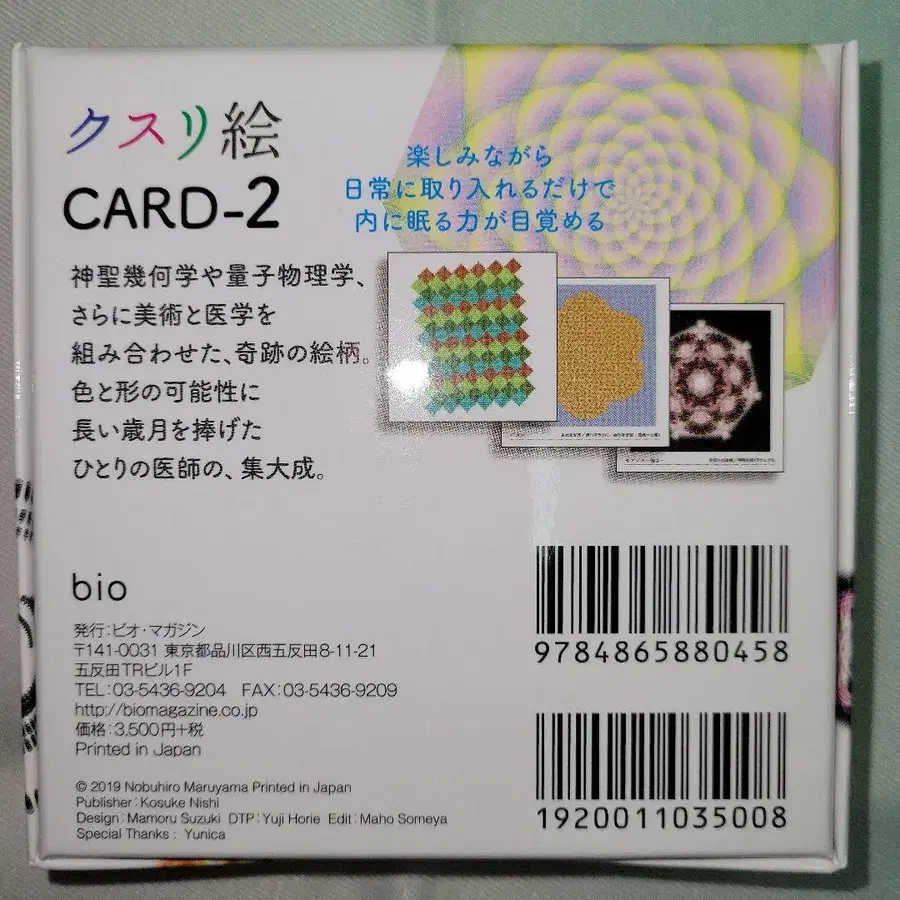 クスリ絵
CARD-2
楽しみながら
日常に取り入れるだけで
内に眠る力が目覚める
神聖幾何学や量子物理学、
さらに美術と医学を
組み合わせた、奇跡の絵柄。
色と形の可能性に
長い歳月を捧げた
ひとりの医師の、集大成。
bio
発行:ビオ・マガジン
〒141-0031 東京都品川区西五反田8-11-21
五反田TRビル1F
TEL:03-5436-9204 FAX:03-5436-9209
http://biomagazine.co.jp
価格:3,500円+税
Printed in Japan
© 2019 Nobuhiro Maruyama Printed in Japan
Publisher:Kosuke Nishi
Design:Mamoru Suzuki DTP:Yuji Horie Edit:Maho Someya
Special Thanks: Yunica
9784865880458
1920011035008